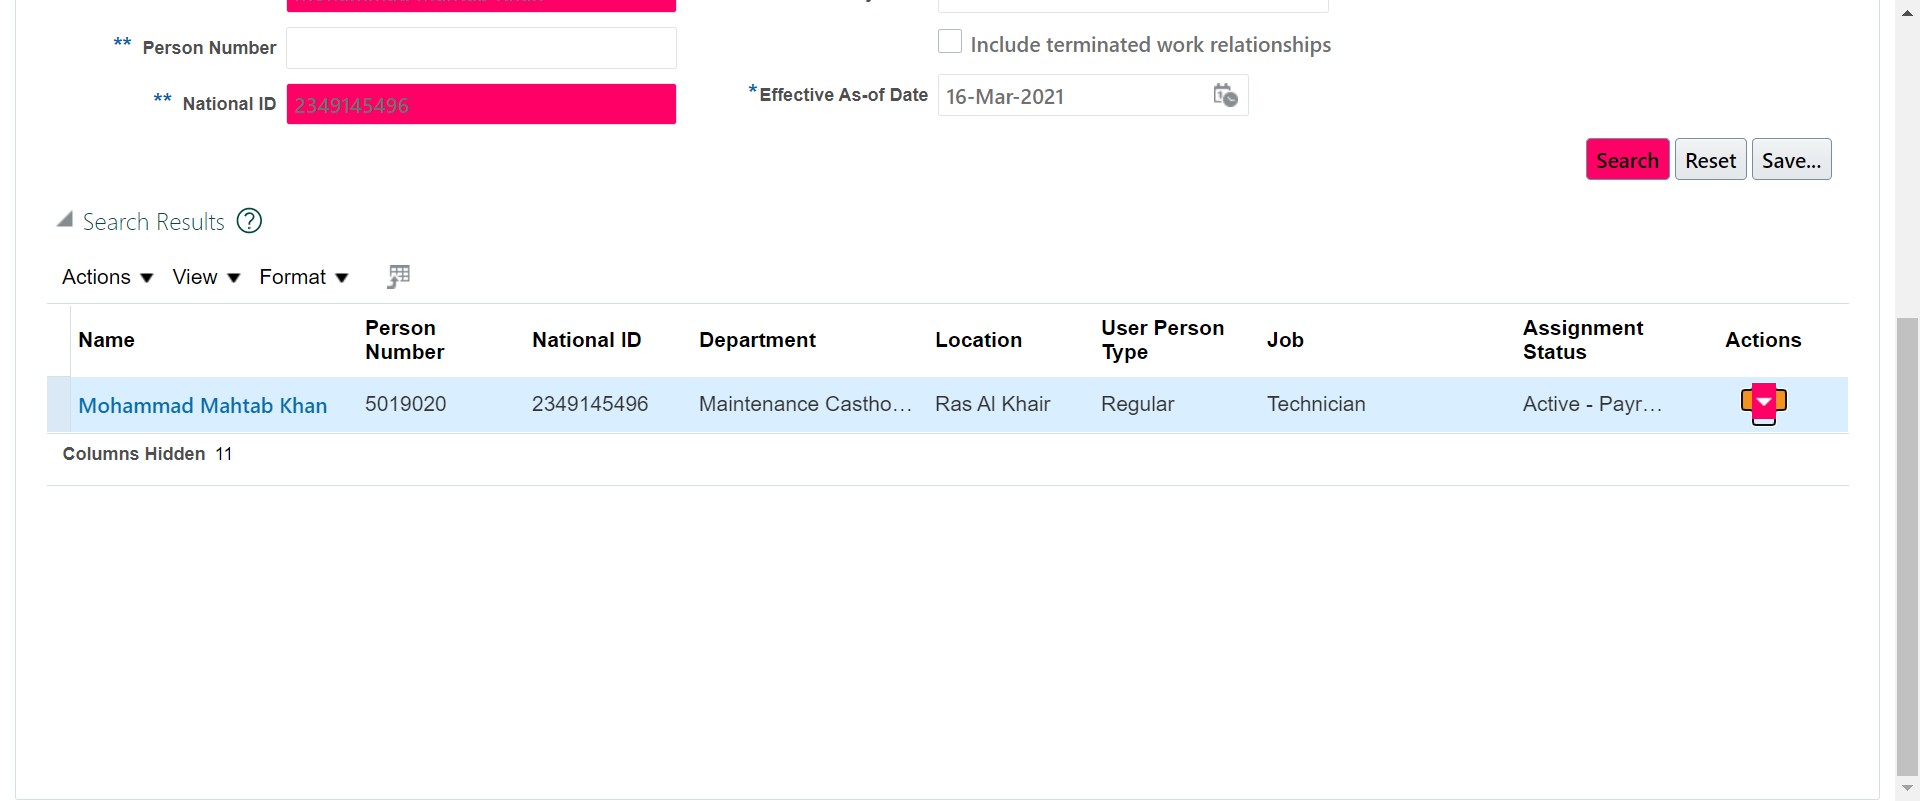 ** Person Number
Include terminated work relationships
** National ID 2349145496
*Effective As-of Date 16-Mar-2021
Search Reset Save...
Search Results ?
Actions View Format
Name Person Number National ID Department Location User Person Type Job Assignment Status Actions
Mohammad Mahtab Khan 5019020 2349145496 Maintenance Castho... Ras Al Khair Regular Technician Active - Payr...
Columns Hidden 11